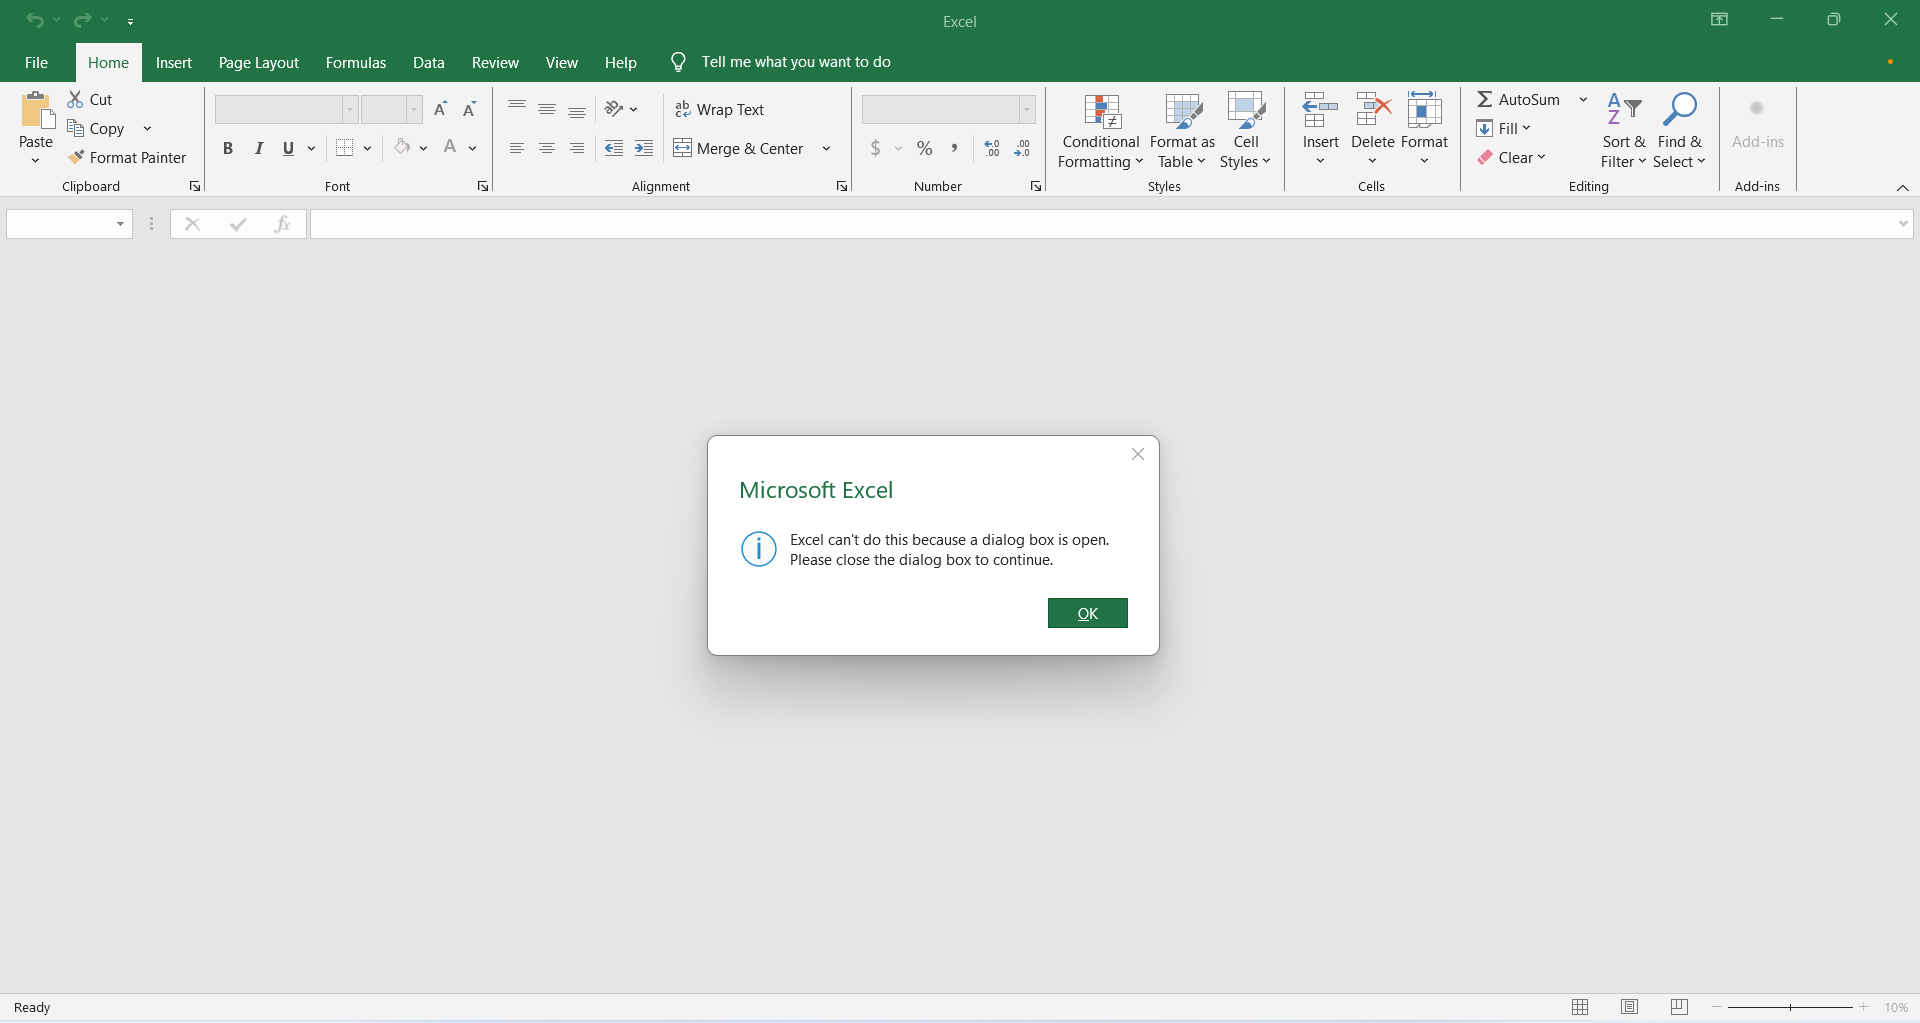 Excel
File Home Insert Page Layout Formulas Data Review View Help Tell me what you want to do
Paste
Cut
Copy
Format Painter
Clipboard
B I U A A A
Font
ab Wrap Text
Merge & Center
Alignment
$ % , .00 .0
Number
Conditional Formatting
Format as Table
Cell Styles
Styles
Insert
Delete
Format
Cells
AutoSum
Fill
Clear
Sort & Filter
Find & Select
Editing
Add-ins
Add-ins
fx
Microsoft Excel
Excel can't do this because a dialog box is open.
Please close the dialog box to continue.
OK
Ready
10%